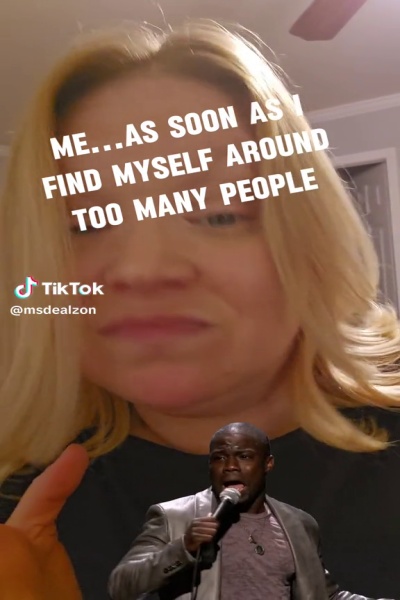 ME...AS SOON AS I
FIND MYSELF AROUND
TOO MANY PEOPLE
TikTok
@msdealzon